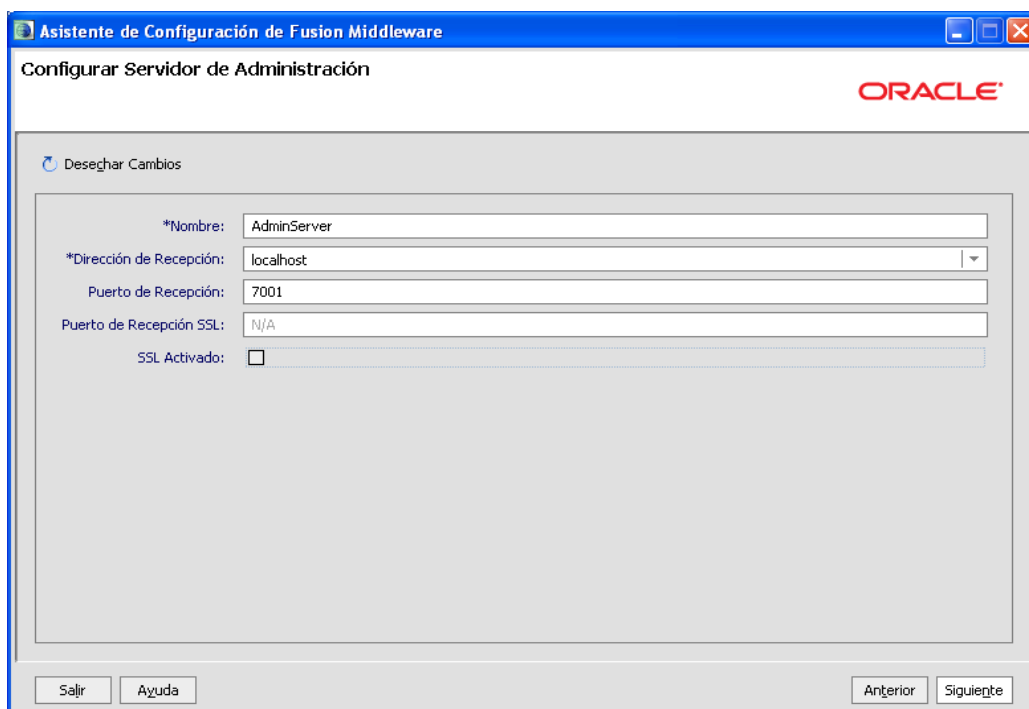 Asistente de Configuración de Fusion Middleware
Configurar Servidor de Administración
ORACLE
Desechar Cambios
*Nombre: AdminServer
*Dirección de Recepción: localhost
Puerto de Recepción: 7001
Puerto de Recepción SSL: N/A
SSL Activado:
Salir Ayuda Anterior Siguiente